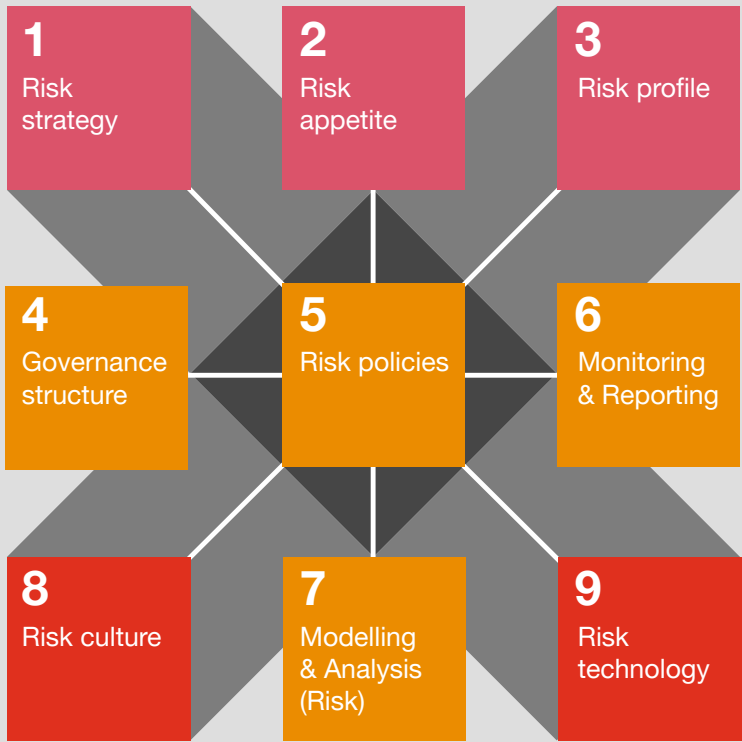 1
Risk
strategy
2
Risk
appetite
3
Risk profile
4
Governance
structure
5
Risk policies
6
Monitoring
& Reporting
8
Risk culture
7
Modelling
& Analysis
(Risk)
9
Risk
technology